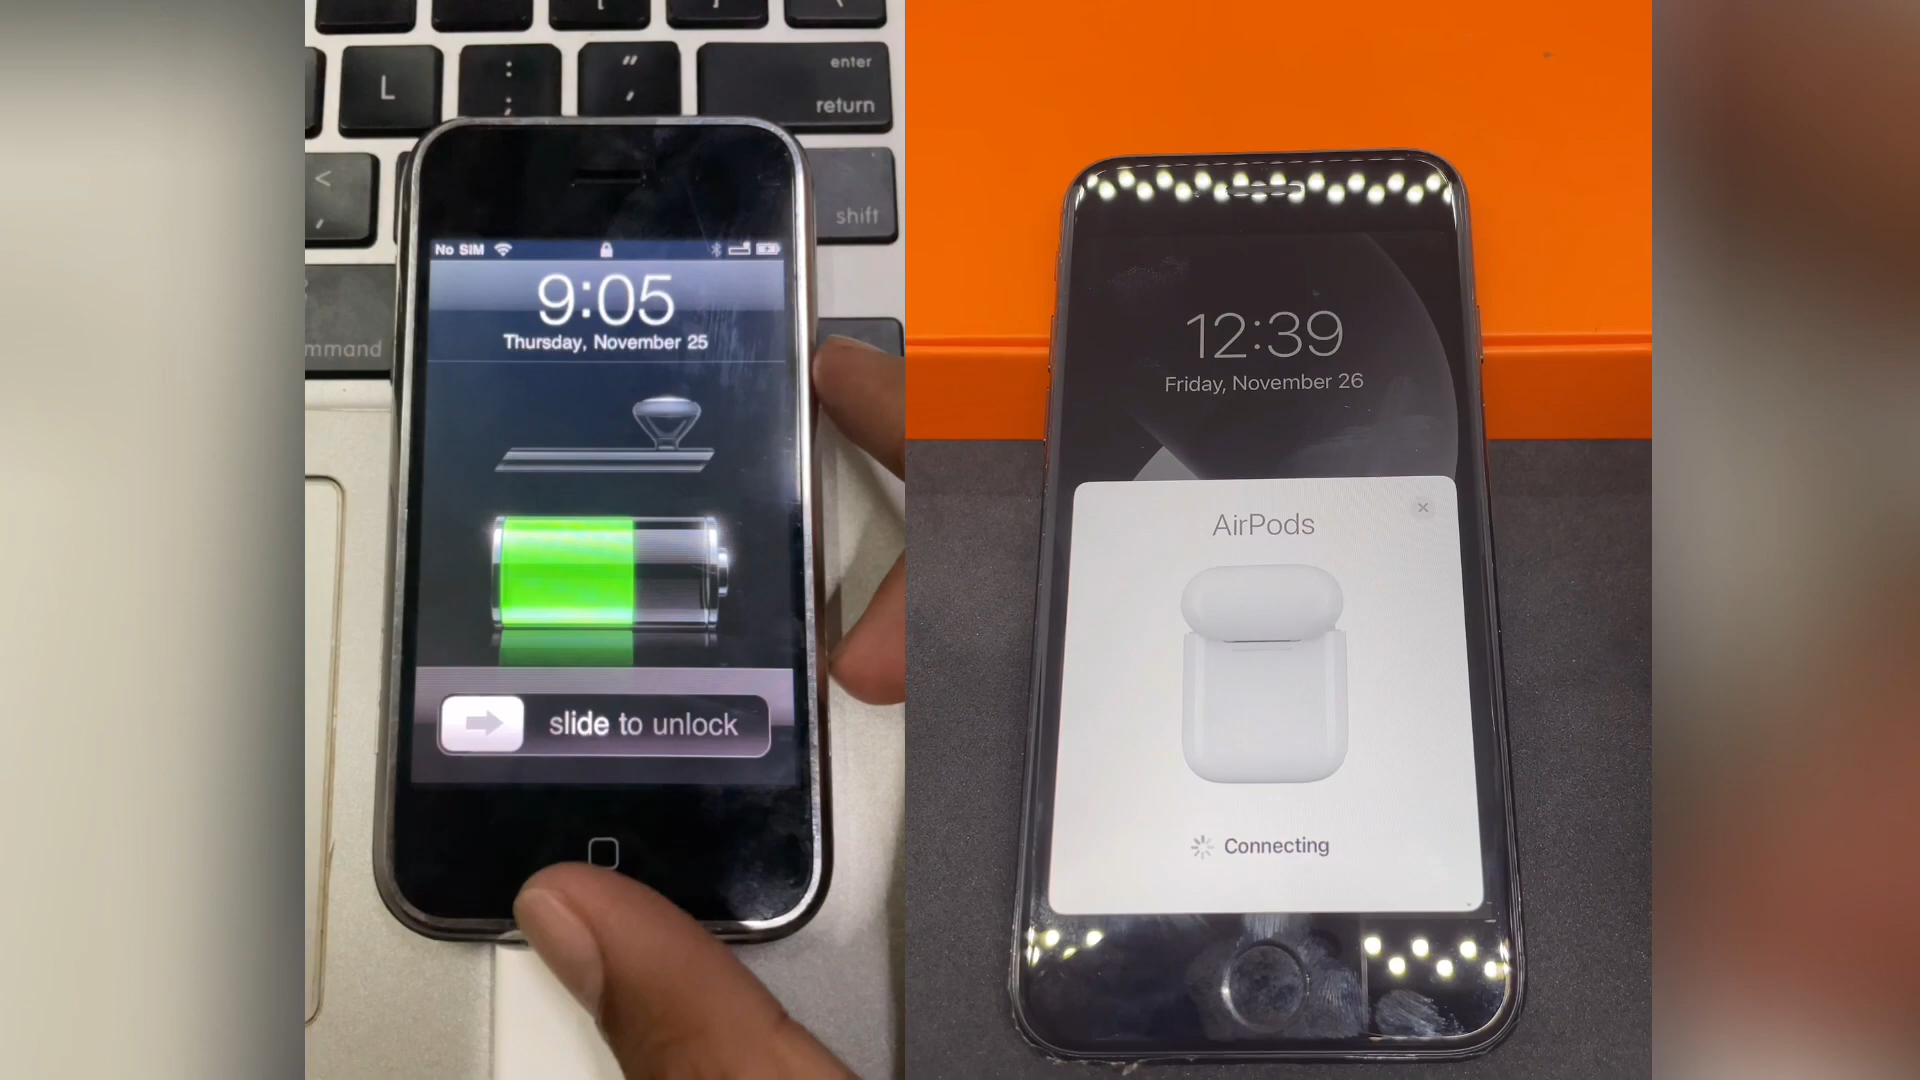 L
:
;
"
,
enter
return
<
,
shift
mmand
No SIM
9:05
Thursday, November 25
slide to unlock
12:39
Friday, November 26
AirPods
×
Connecting